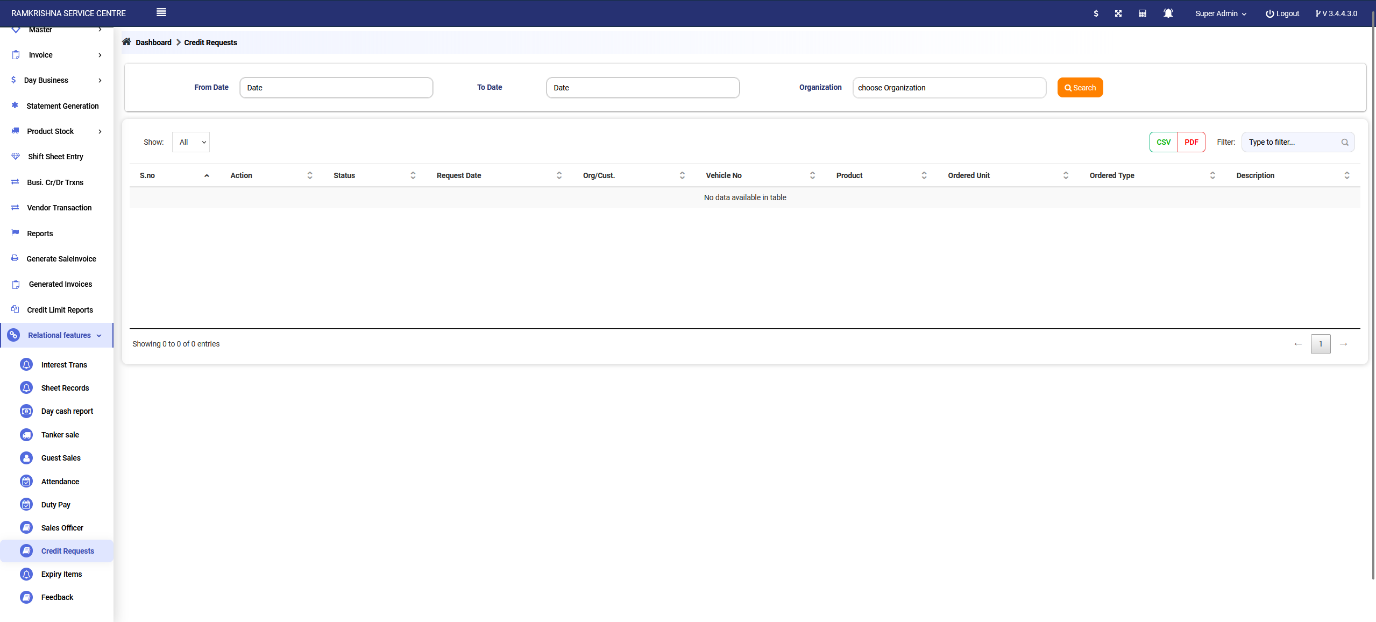 RAMKRISHNA SERVICE CENTRE
$ Super Admin Logout V 3.4.4.3.0
Master
Invoice
Day Business
Statement Generation
Product Stock
Shift Sheet Entry
Busi. Cr/Dr Trxns
Vendor Transaction
Reports
Generate SaleInvoice
Generated Invoices
Credit Limit Reports
Relational features
Interest Trans
Sheet Records
Day cash report
Tanker sale
Guest Sales
Attendance
Duty Pay
Sales Officer
Credit Requests
Expiry Items
Feedback
Dashboard > Credit Requests
From Date Date To Date Date Organization choose Organization Search
Show: All CSV PDF Filter: Type to filter...
S.no Action Status Request Date Org/Cust. Vehicle No Product Ordered Unit Ordered Type Description
No data available in table
Showing 0 to 0 of 0 entries ← 1 →